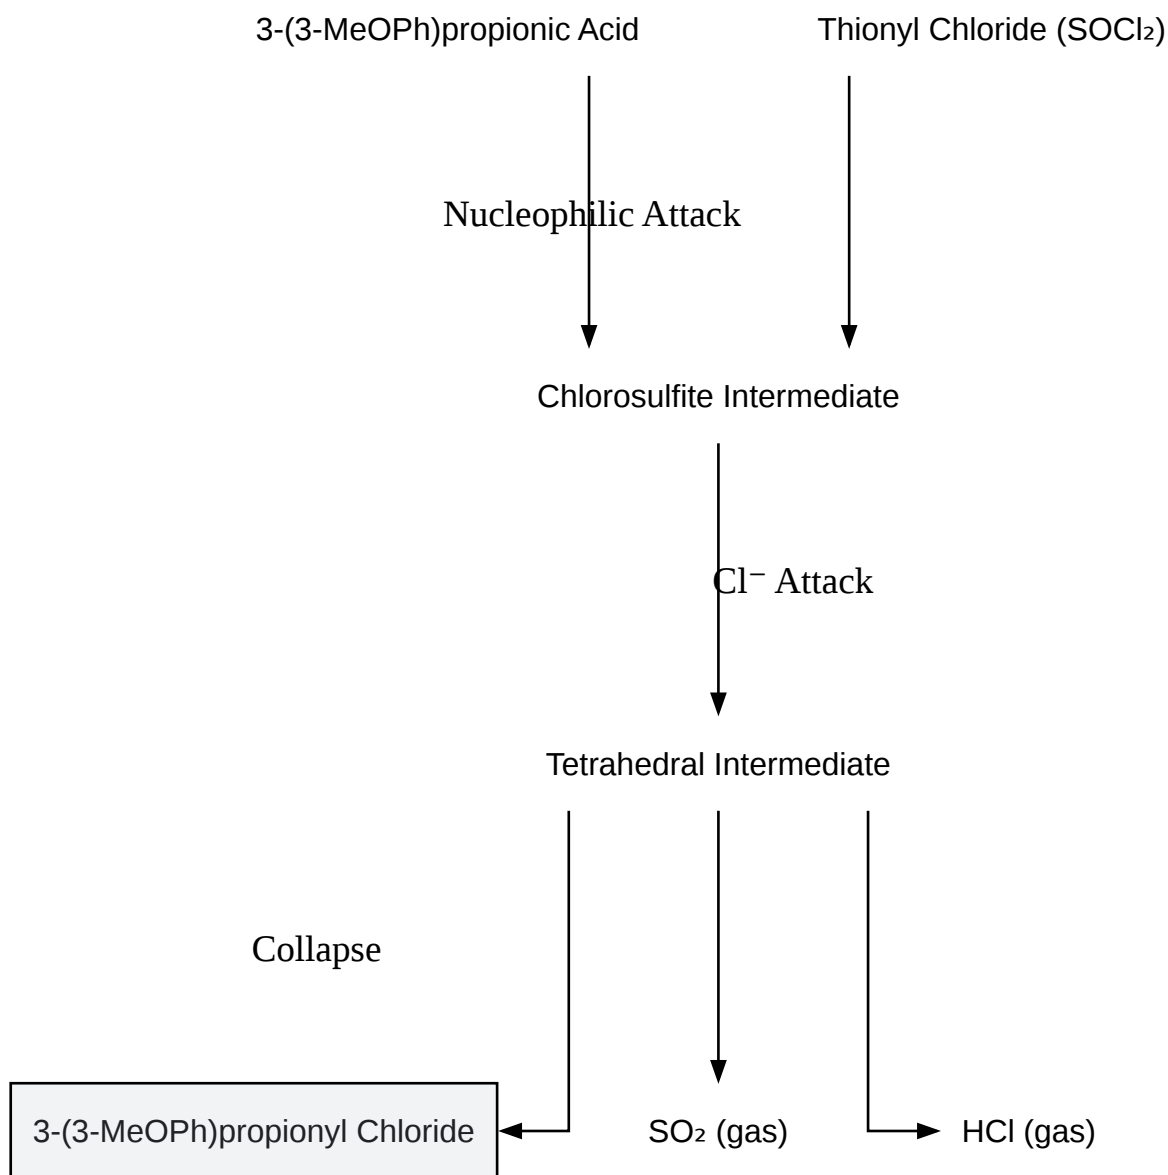 3-(3-MeOPh)propionic Acid
Thionyl Chloride (SOCl₂)
Nucleophilic Attack
Chlorosulfite Intermediate
Cl⁻ Attack
Tetrahedral Intermediate
Collapse
3-(3-MeOPh)propionyl Chloride
SO₂ (gas)
HCl (gas)